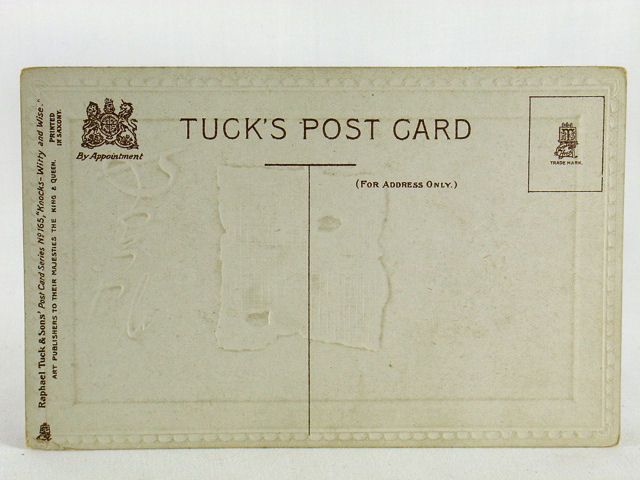 TUCK'S POST CARD
By Appointment
(FOR ADDRESS ONLY.)
TRADE MARK.
Raphael Tuck & Sons' Post Card Series Nº 165, "Knocks-Witty and Wise."
ART PUBLISHERS TO THEIR MAJESTIES THE KING & QUEEN.
PRINTED
IN SAXONY.